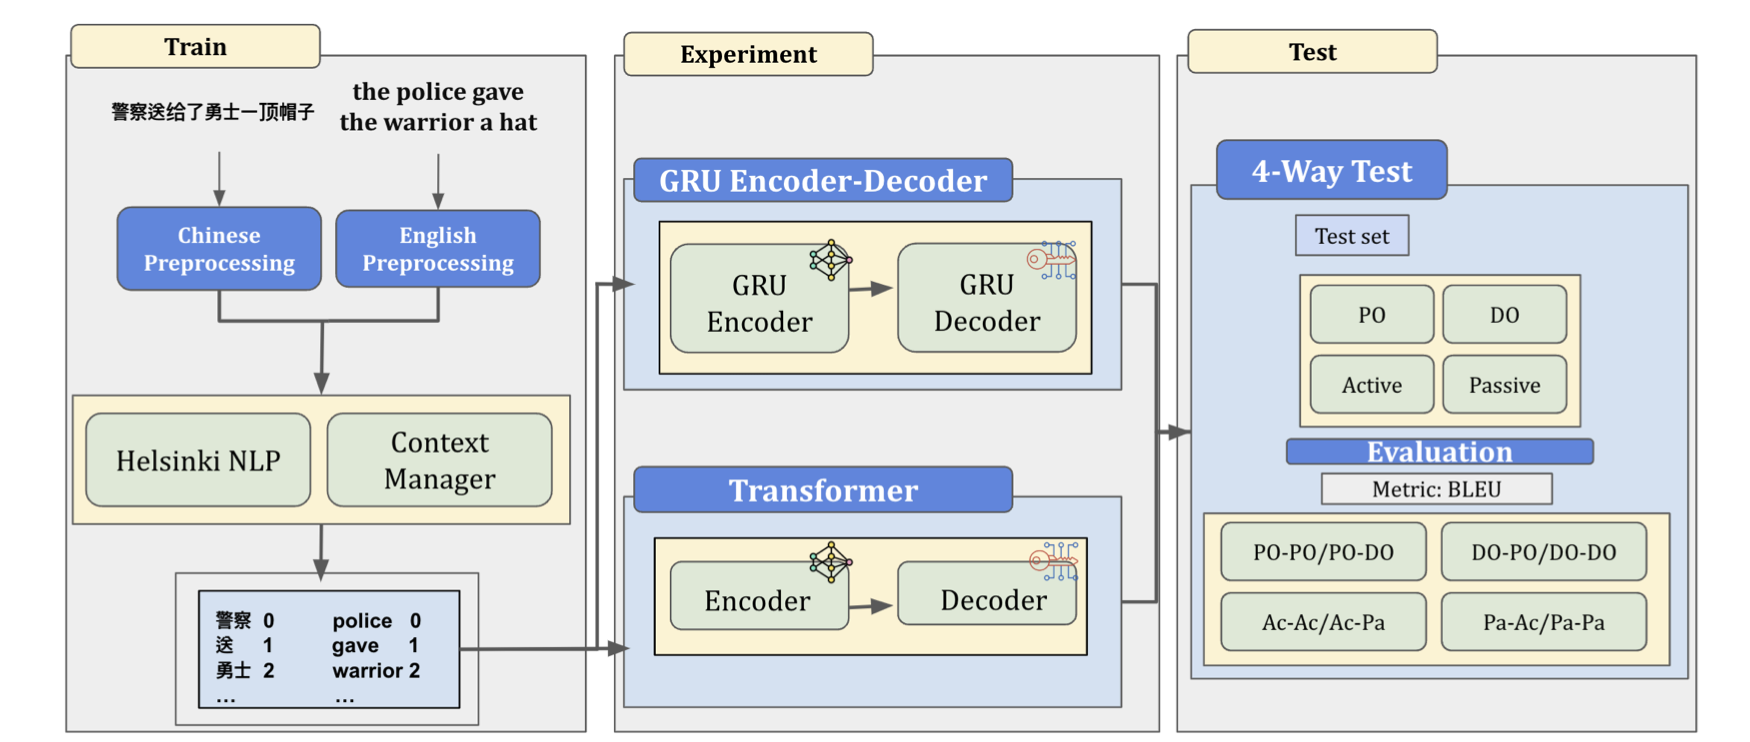 Train
警察送给了勇士一顶帽子
the police gave
the warrior a hat
Chinese
Preprocessing
English
Preprocessing
Helsinki NLP
Context
Manager
警察 0 police 0
送 1 gave 1
勇士 2 warrior 2
... ...
Experiment
GRU Encoder-Decoder
GRU
Encoder
GRU
Decoder
Transformer
Encoder
Decoder
Test
4-Way Test
Test set
PO
DO
Active
Passive
Evaluation
Metric: BLEU
PO-PO/PO-DO
DO-PO/DO-DO
Ac-Ac/Ac-Pa
Pa-Ac/Pa-Pa